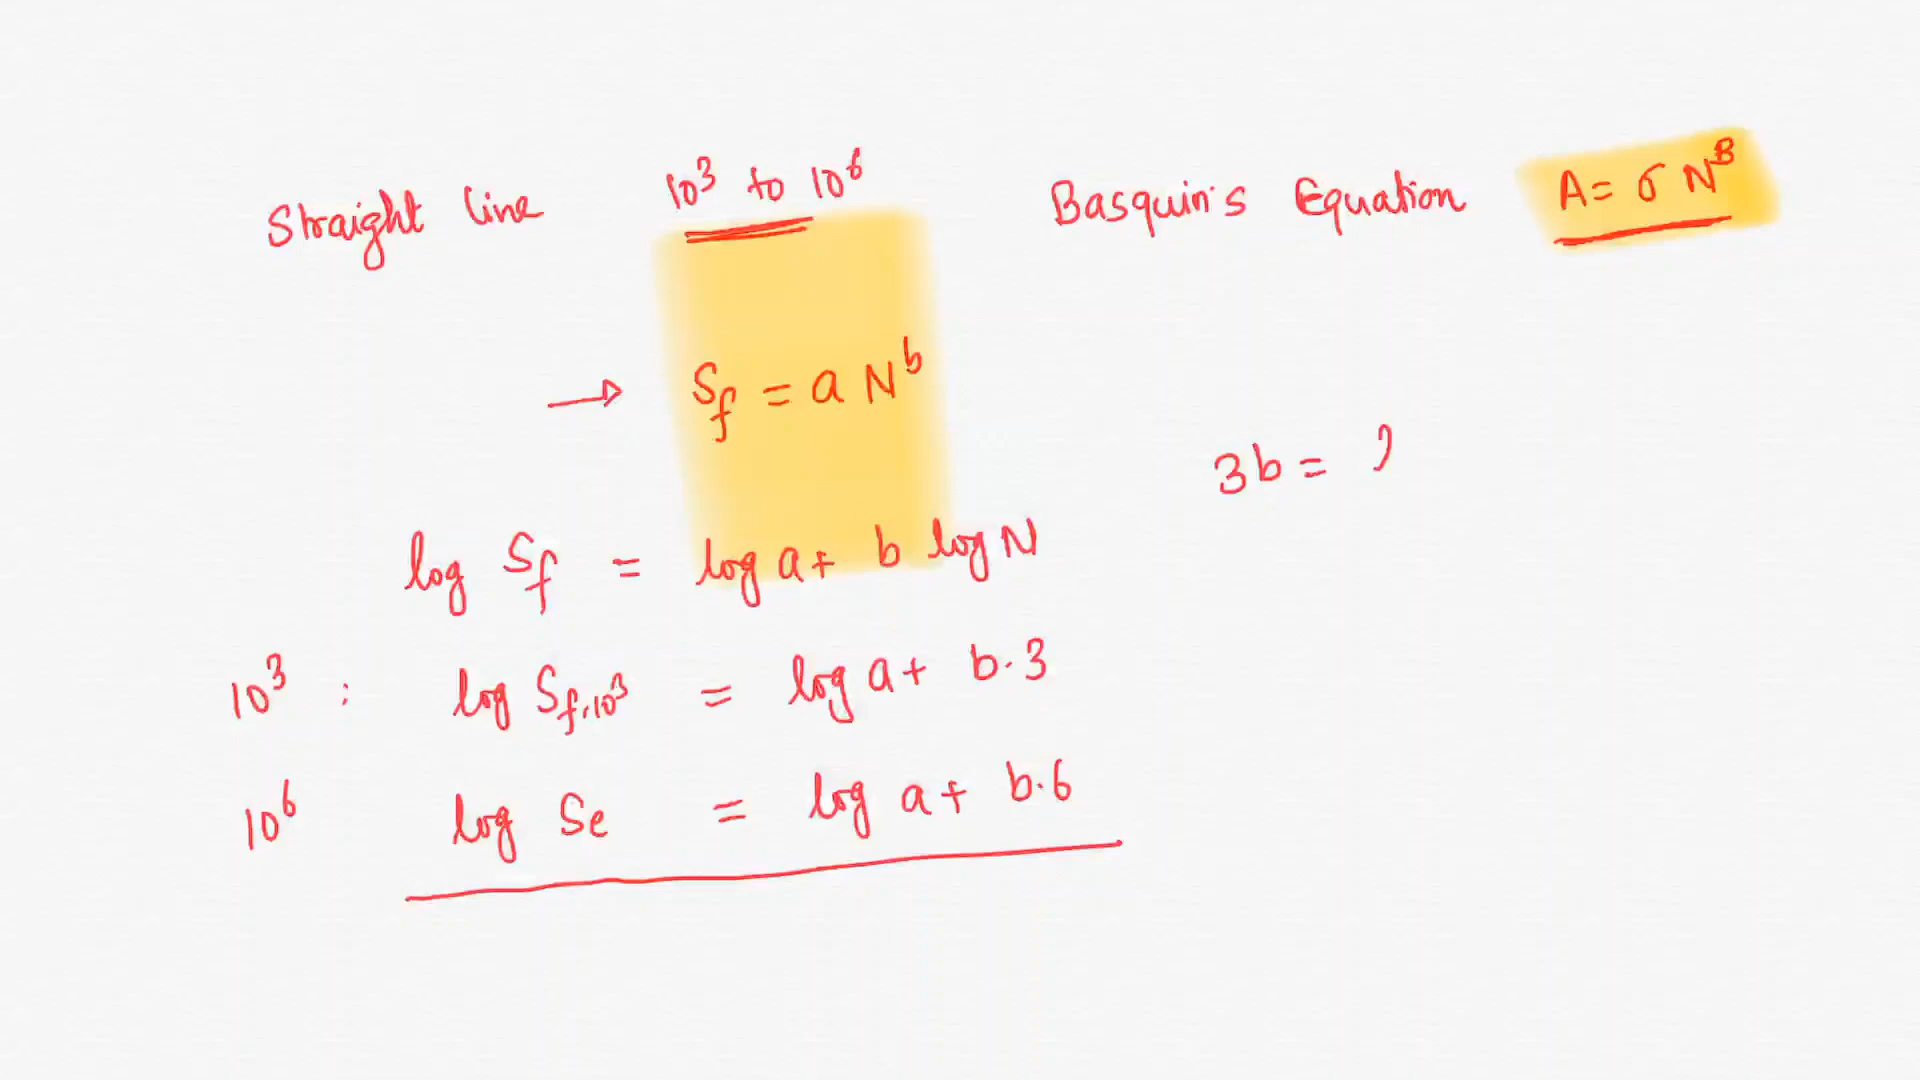 Straight line 10³ to 10⁶ Basquin's Equation A = σ N^B
→ S_f = a N^b
3b = ?
log S_f = log a + b log N
10³ : log S_f,10³ = log a + b·3
10⁶ log Se = log a + b·6